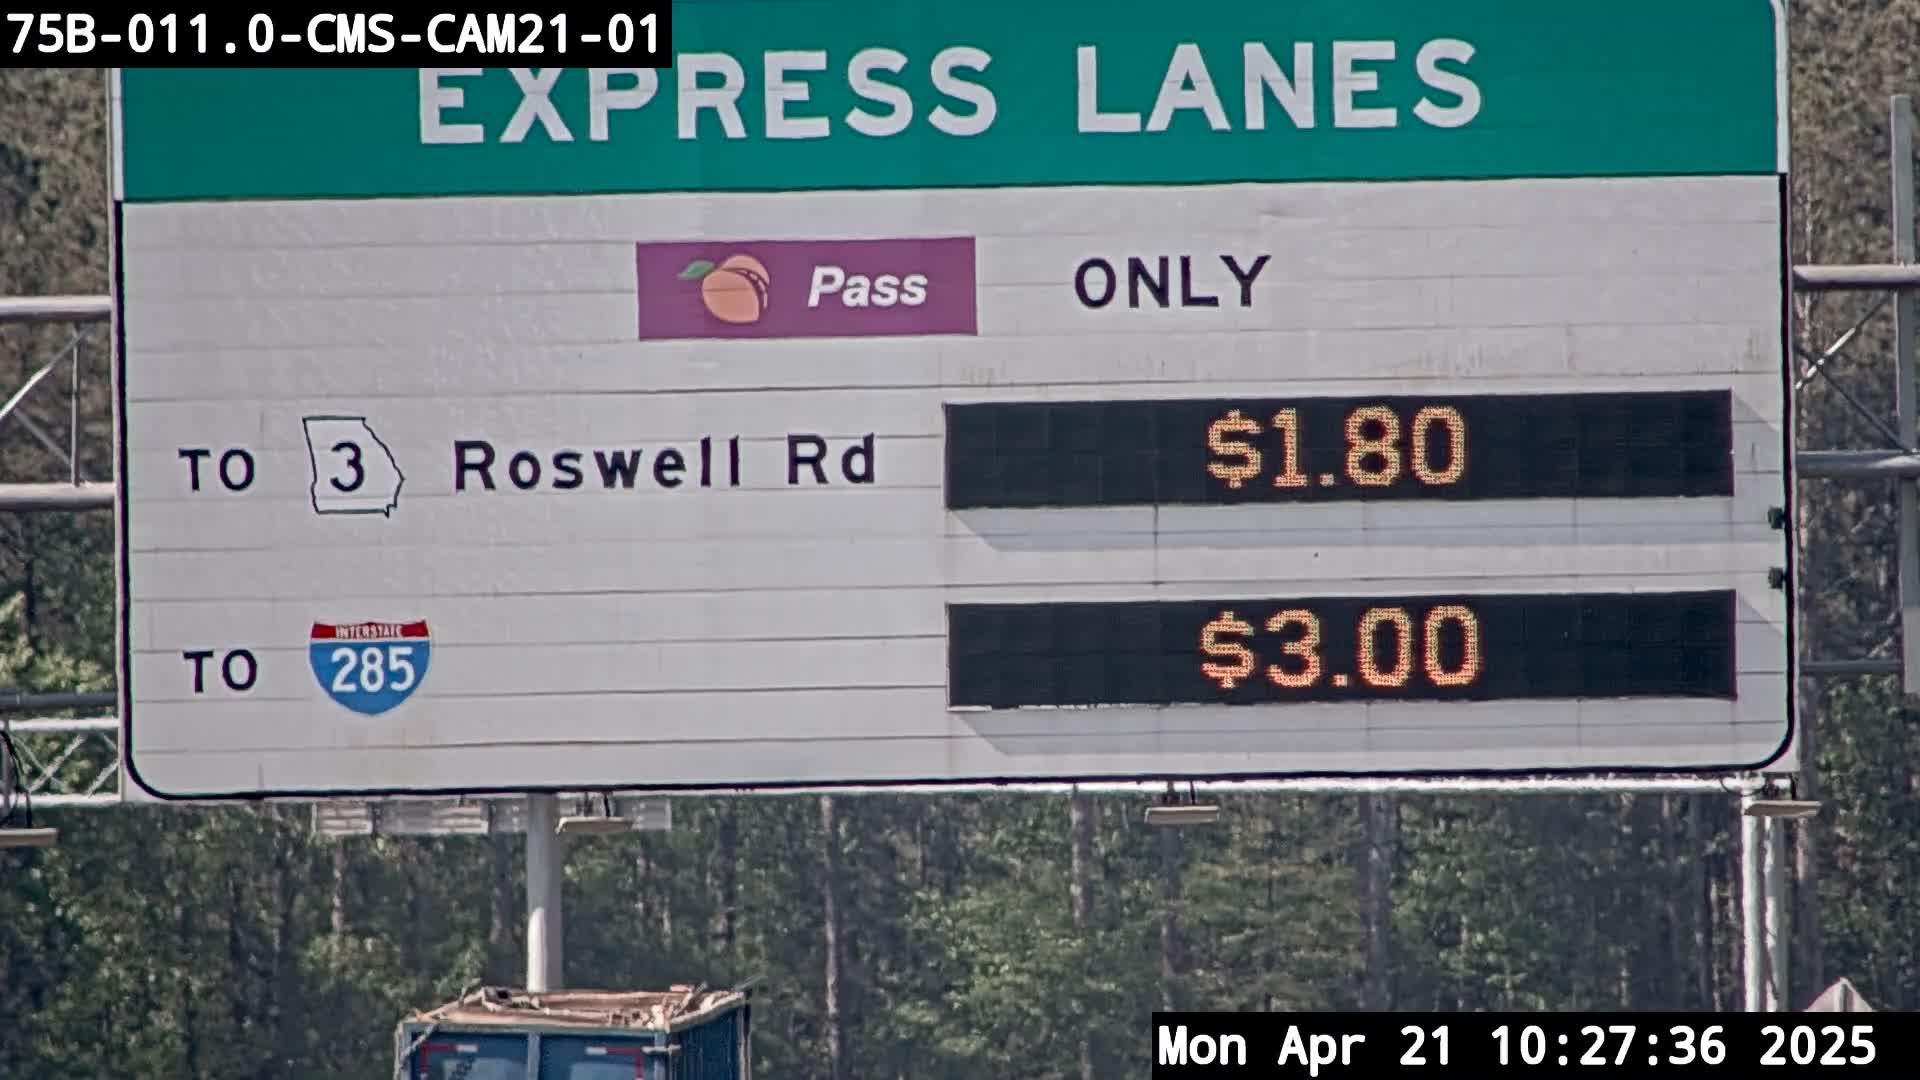 75B-011.0-CMS-CAM21-01
EXPRESS LANES
Pass ONLY
TO 3 Roswell Rd $1.80
INTERSTATE
TO 285 $3.00
Mon Apr 21 10:27:36 2025